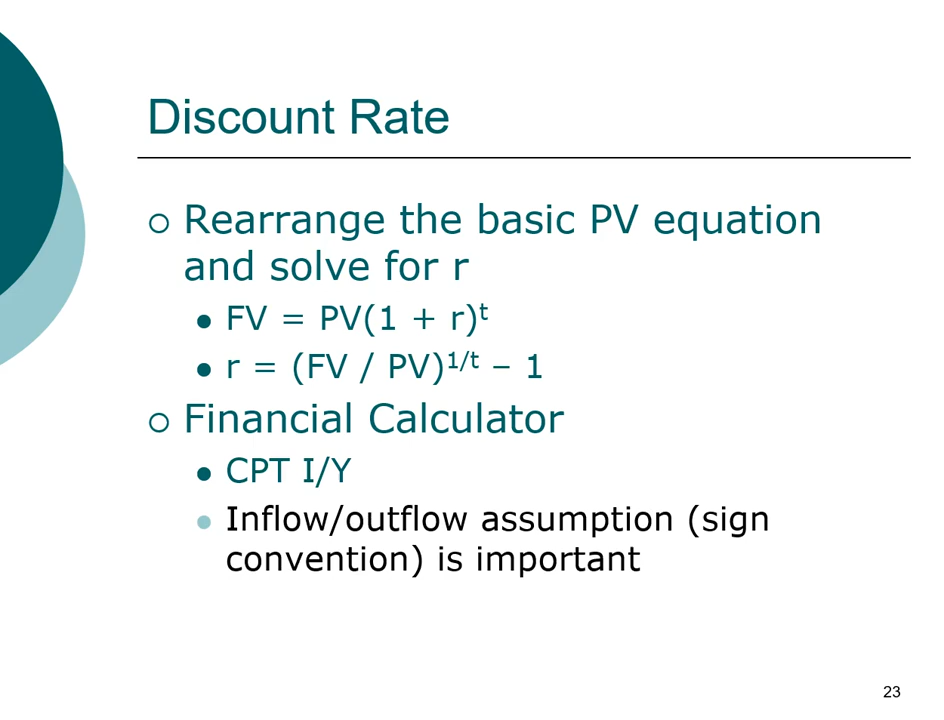 Discount Rate
Rearrange the basic PV equation
and solve for r
FV = PV(1 + r)ᵗ
r = (FV / PV)¹/ᵗ – 1
Financial Calculator
CPT I/Y
Inflow/outflow assumption (sign
convention) is important
23